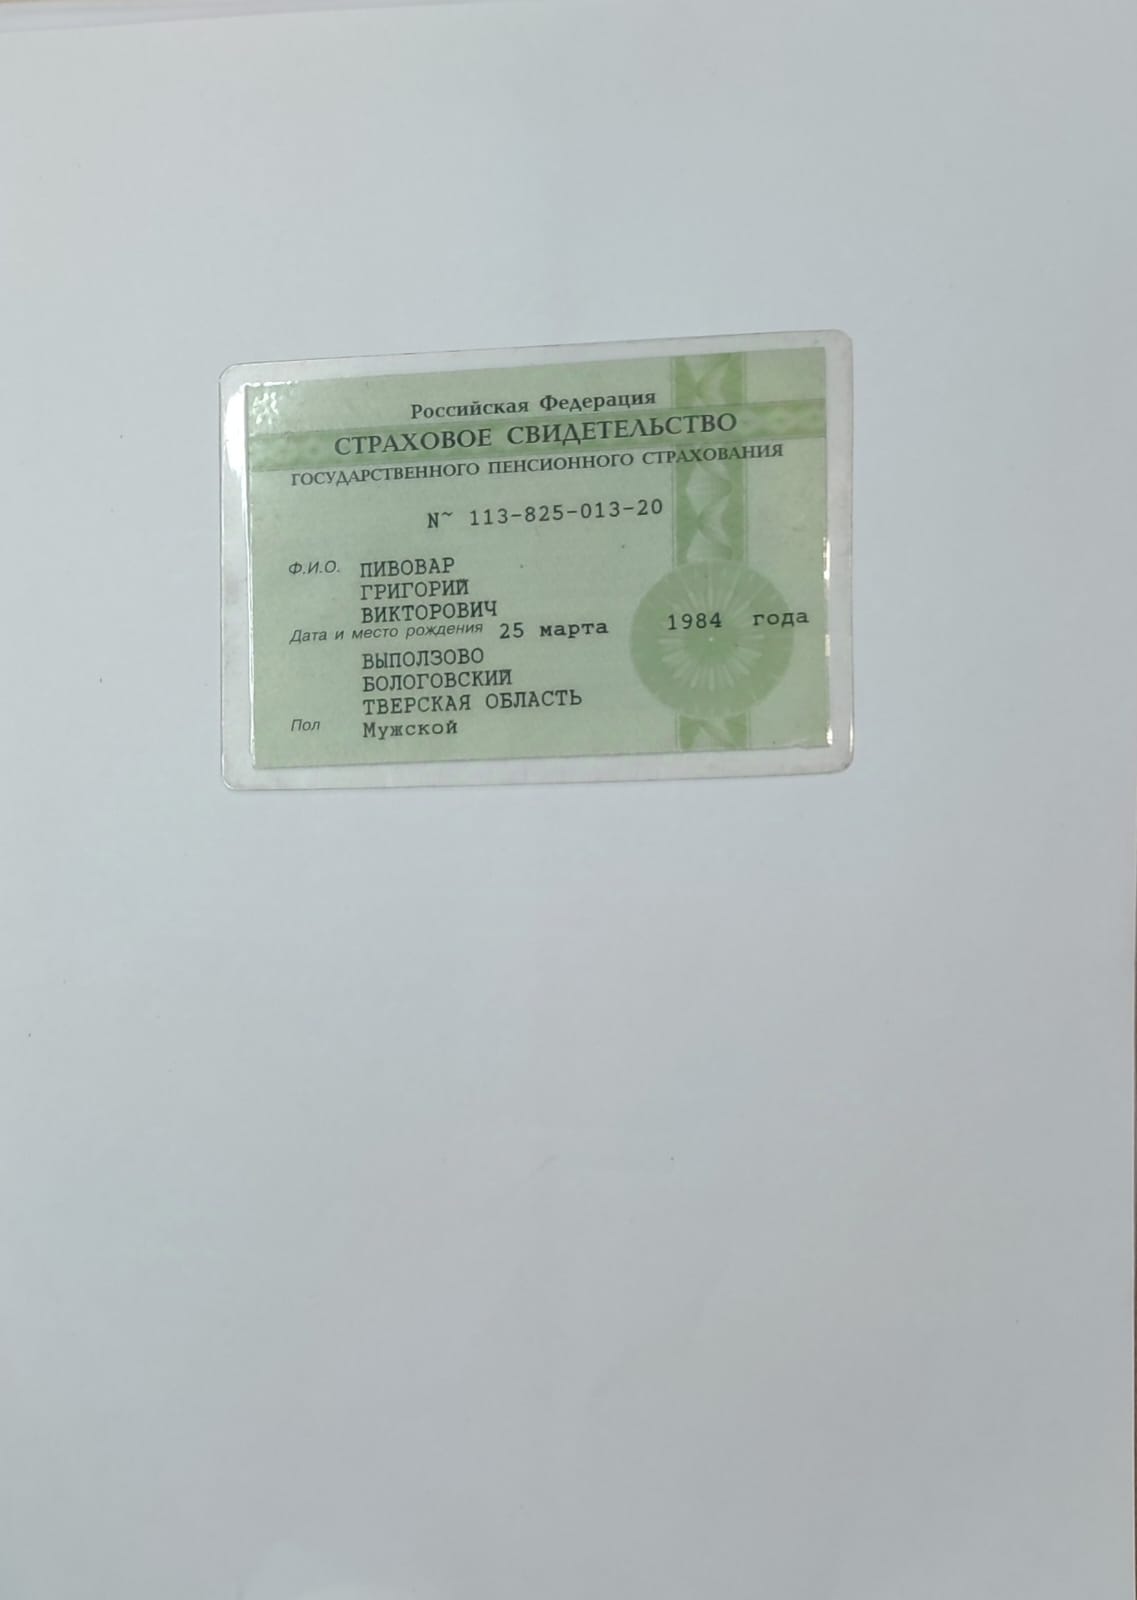 Российская Федерация
СТРАХОВОЕ СВИДЕТЕЛЬСТВО
ГОСУДАРСТВЕННОГО ПЕНСИОННОГО СТРАХОВАНИЯ
N~ 113-825-013-20
Ф.И.О. ПИВОВАР
ГРИГОРИЙ
ВИКТОРОВИЧ
Дата и место рождения 25 марта 1984 года
ВЫПОЛЗОВО
БОЛОГОВСКИЙ
ТВЕРСКАЯ ОБЛАСТЬ
Пол Мужской